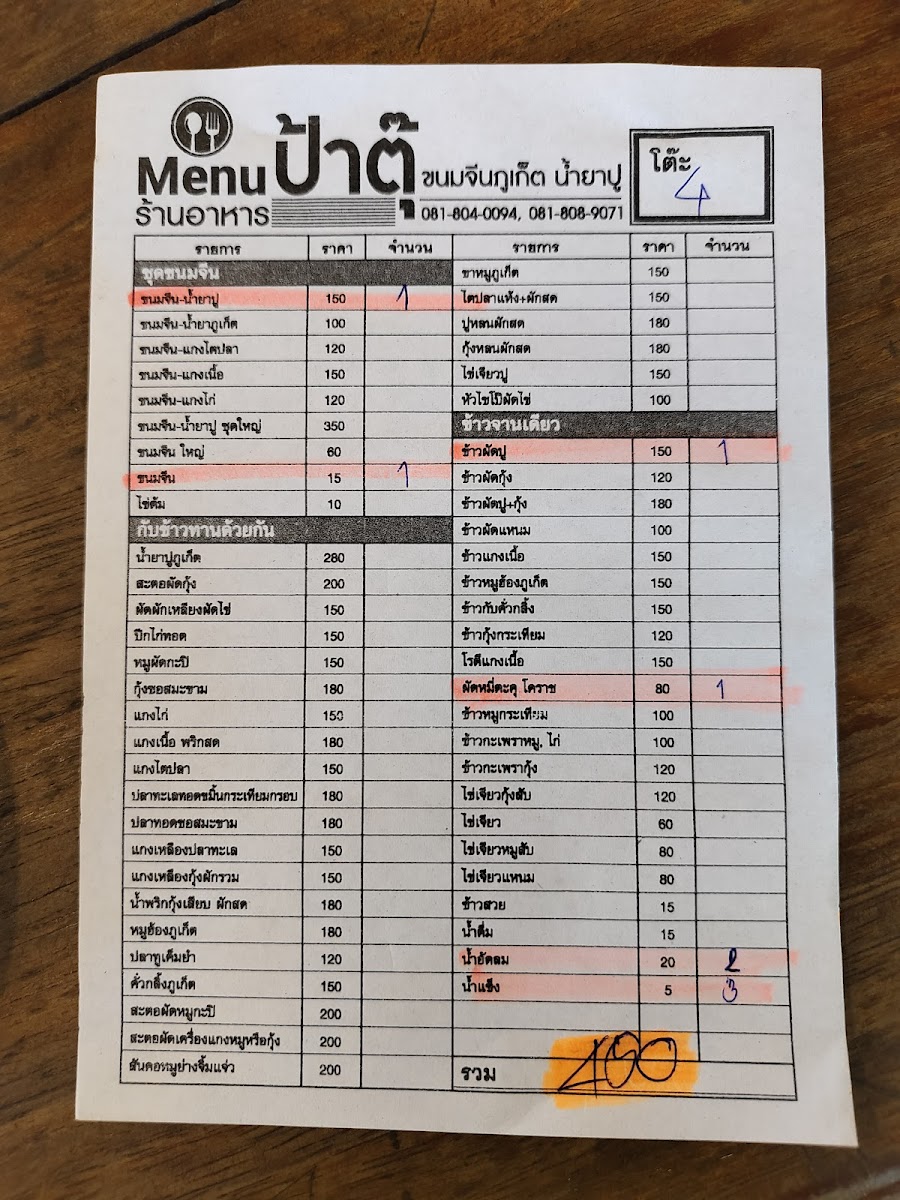 Menu
ร้านอาหาร
ป้าตุ๊
ขนมจีนภูเก็ต น้ำยาปู
081-804-0094, 081-808-9071
โต๊ะ
4
รายการ ราคา จำนวน
ชุดขนมจีน
ขนมจีน-น้ำยาปู 150 1
ขนมจีน-น้ำยาภูเก็ต 100
ขนมจีน-แกงไตปลา 120
ขนมจีน-แกงเนื้อ 150
ขนมจีน-แกงไก่ 120
ขนมจีน-น้ำยาปู ชุดใหญ่ 350
ขนมจีน ใหญ่ 60
ขนมจีน 15 1
ไข่ต้ม 10
กับข้าวทานด้วยกัน
น้ำยาปูภูเก็ต 280
สะตอผัดกุ้ง 200
ผัดผักเหลียงผัดไข่ 150
ปีกไก่ทอด 150
หมูผัดกะปิ 150
กุ้งซอสมะขาม 180
แกงไก่ 150
แกงเนื้อ พริกสด 180
แกงไตปลา 150
ปลาทะเลทอดขมิ้นกระเทียมกรอบ 180
ปลาทอดซอสมะขาม 180
แกงเหลืองปลาทะเล 150
แกงเหลืองกุ้งผักรวม 150
น้ำพริกกุ้งเสียบ ผักสด 180
หมูฮ้องภูเก็ต 180
ปลาทูเค็มยำ 120
คั่วกลิ้งภูเก็ต 150
สะตอผัดหมูกะปิ 200
สะตอผัดเครื่องแกงหมูหรือกุ้ง 200
สันคอหมูย่างจิ้มแจ่ว 200
รายการ ราคา จำนวน
ขาหมูภูเก็ต 150
ไตปลาแห้ง+ผักสด 150
ปูหลนผักสด 180
กุ้งหลนผักสด 180
ไข่เจียวปู 150
หัวไชโป๊ผัดไข่ 100
ข้าวจานเดียว
ข้าวผัดปู 150 1
ข้าวผัดกุ้ง 120
ข้าวผัดปู+กุ้ง 180
ข้าวผัดแหนม 100
ข้าวแกงเนื้อ 150
ข้าวหมูฮ้องภูเก็ต 150
ข้าวกับคั่วกลิ้ง 150
ข้าวกุ้งกระเทียม 120
โรตีแกงเนื้อ 150
ผัดหมี่ตะคุ โคราช 80 1
ข้าวหมูกระเทียม 100
ข้าวกะเพราหมู, ไก่ 100
ข้าวกะเพรากุ้ง 120
ไข่เจียวกุ้งสับ 120
ไข่เจียว 60
ไข่เจียวหมูสับ 80
ไข่เจียวแหนม 80
ข้าวสวย 15
น้ำดื่ม 15
น้ำอัดลม 20 2
น้ำแข็ง 5 3
รวม 450